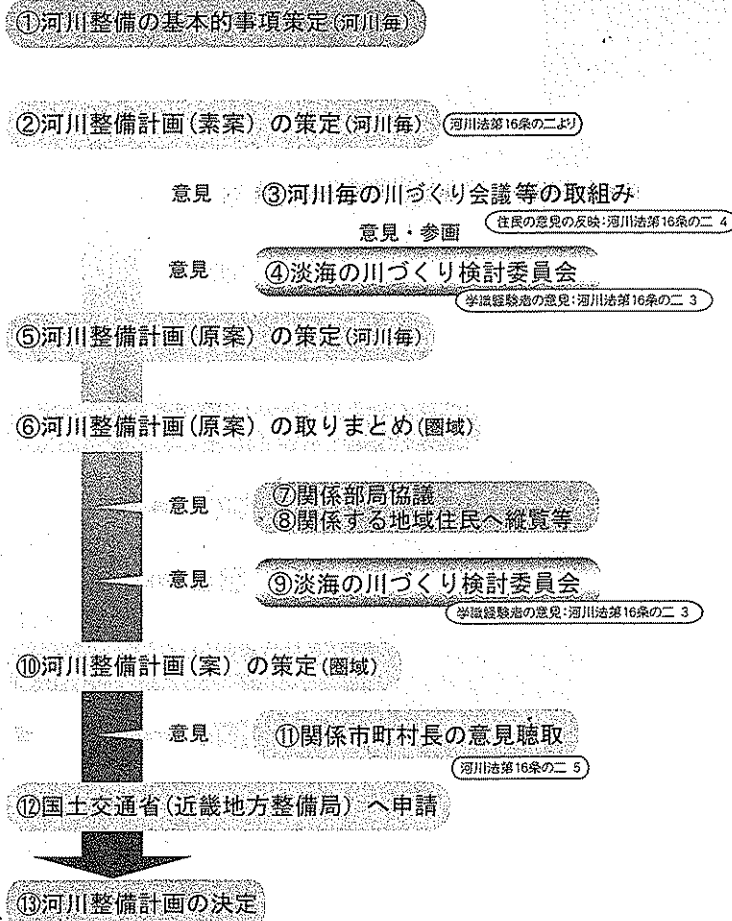 ①河川整備の基本的事項策定(河川毎)
②河川整備計画(素案)の策定(河川毎) 河川法第16条の二より
意見 ③河川毎の川づくり会議等の取組み
住民の意見の反映:河川法第16条の二 4
意見・参画
意見 ④淡海の川づくり検討委員会
学識経験者の意見:河川法第16条の二 3
⑤河川整備計画(原案)の策定(河川毎)
⑥河川整備計画(原案)の取りまとめ(圏域)
意見 ⑦関係部局協議
⑧関係する地域住民へ縦覧等
意見 ⑨淡海の川づくり検討委員会
学識経験者の意見:河川法第16条の二 3
⑩河川整備計画(案)の策定(圏域)
意見 ⑪関係市町村長の意見聴取
河川法第16条の二 5
⑫国土交通省(近畿地方整備局)へ申請
⑬河川整備計画の決定